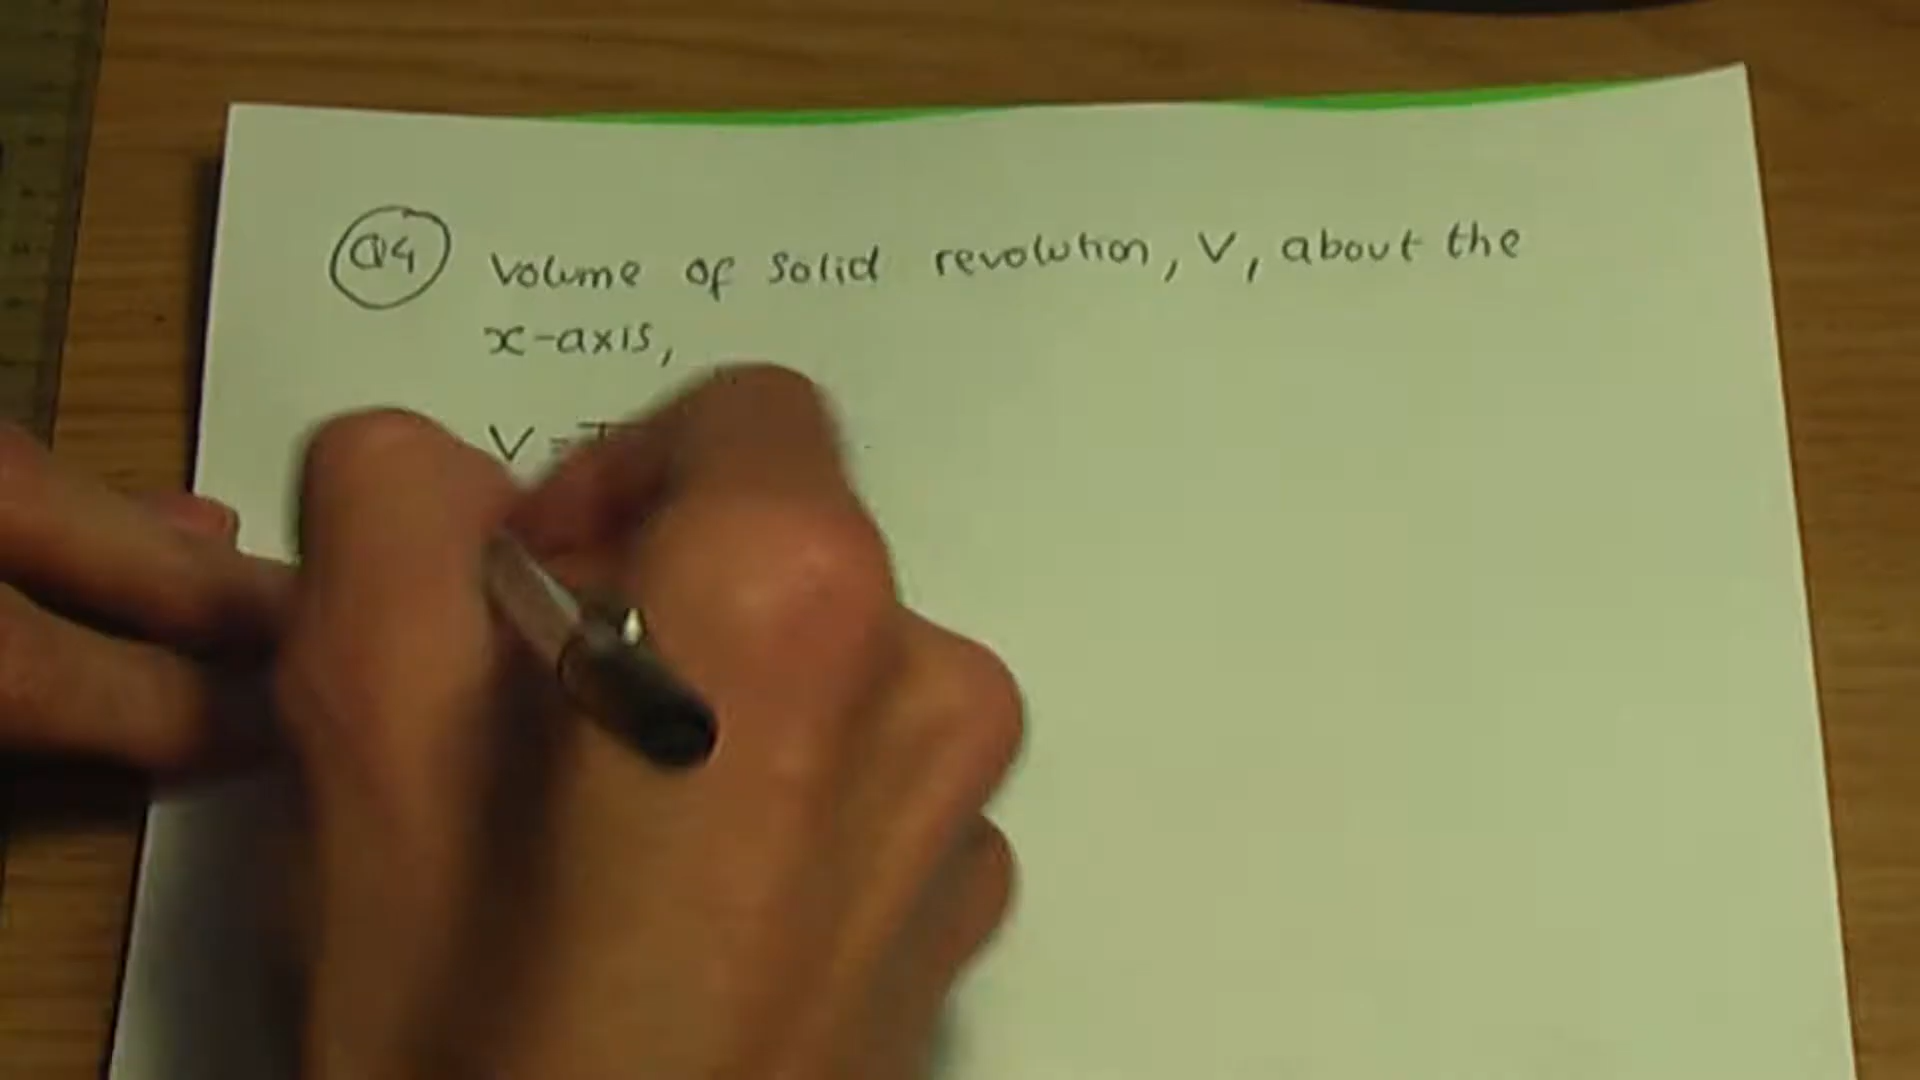 Q4 Volume of solid revolution, V, about the
x-axis,
V =